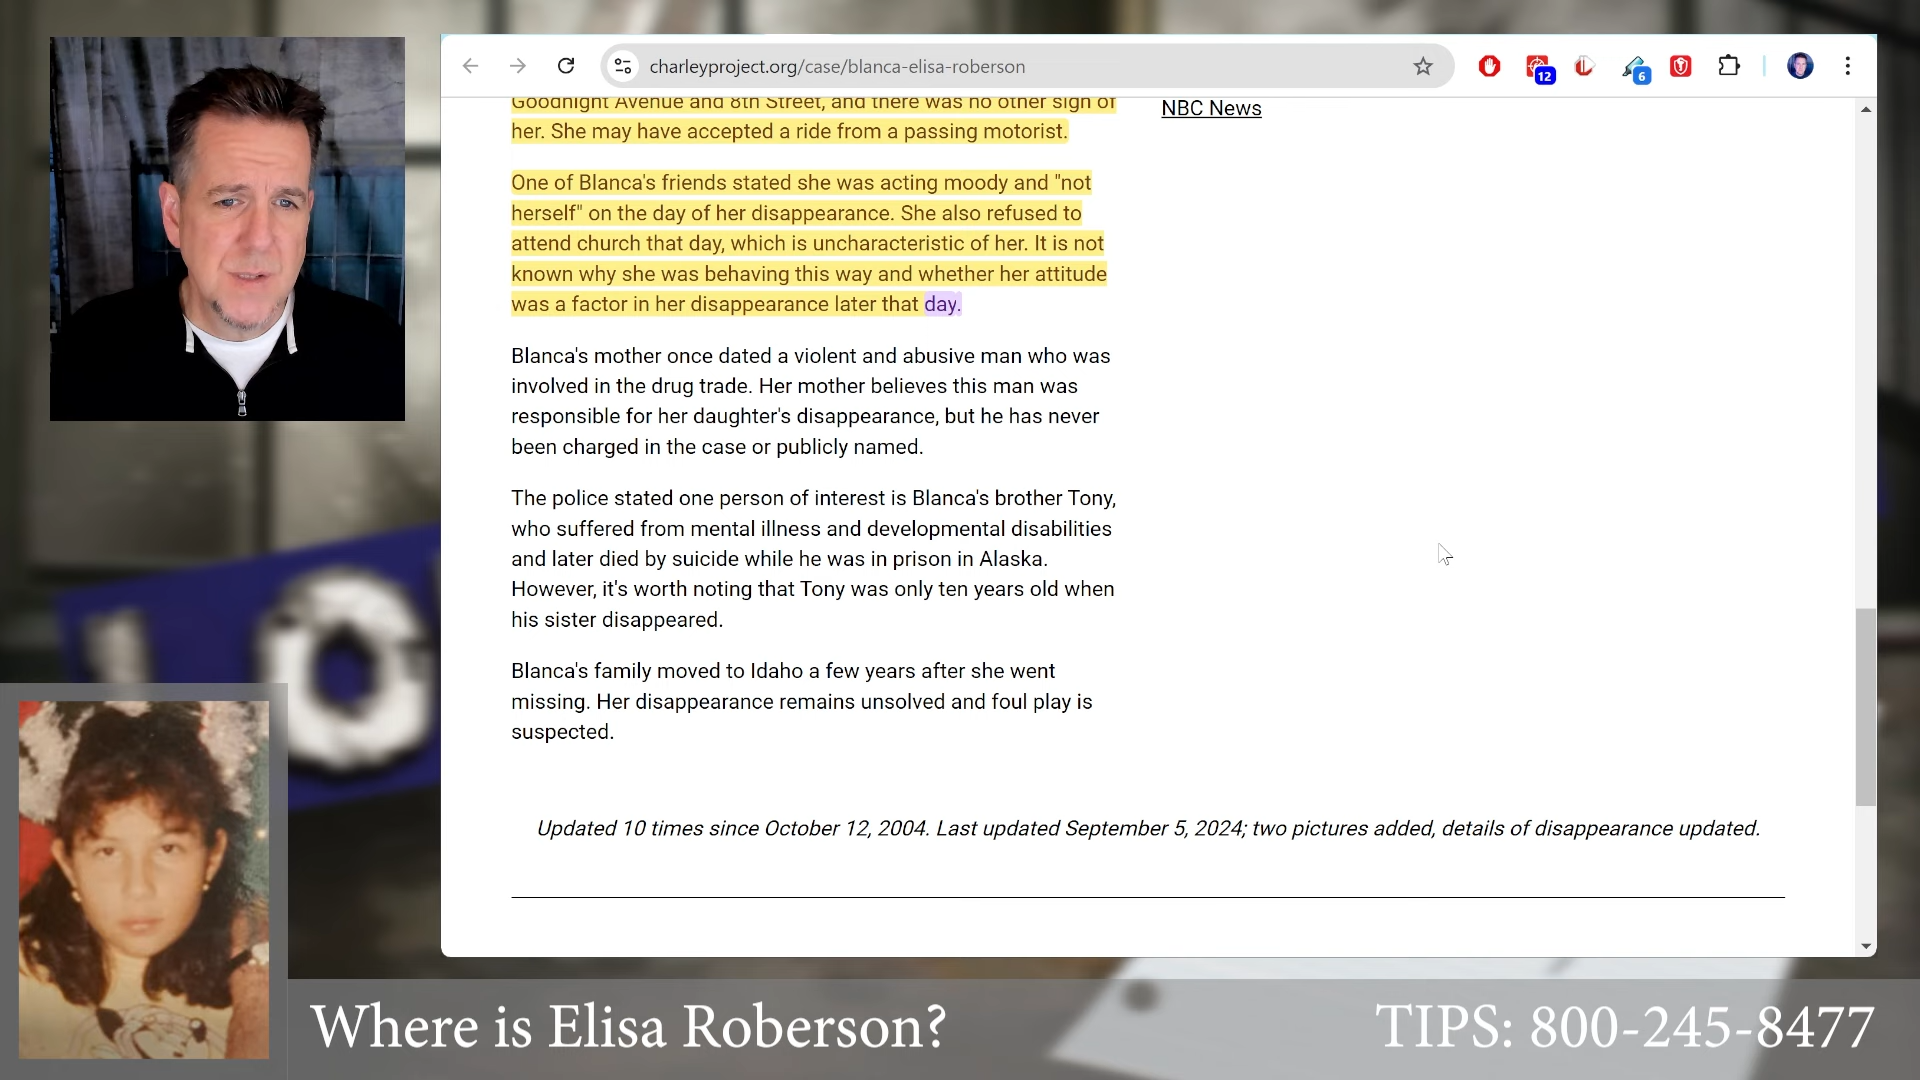 charleyproject.org/case/blanca-elisa-roberson
12
6
Goodnight Avenue and 8th Street, and there was no other sign of
her. She may have accepted a ride from a passing motorist.
One of Blanca's friends stated she was acting moody and "not
herself" on the day of her disappearance. She also refused to
attend church that day, which is uncharacteristic of her. It is not
known why she was behaving this way and whether her attitude
was a factor in her disappearance later that day.
Blanca's mother once dated a violent and abusive man who was
involved in the drug trade. Her mother believes this man was
responsible for her daughter's disappearance, but he has never
been charged in the case or publicly named.
The police stated one person of interest is Blanca's brother Tony,
who suffered from mental illness and developmental disabilities
and later died by suicide while he was in prison in Alaska.
However, it's worth noting that Tony was only ten years old when
his sister disappeared.
Blanca's family moved to Idaho a few years after she went
missing. Her disappearance remains unsolved and foul play is
suspected.
NBC News
Updated 10 times since October 12, 2004. Last updated September 5, 2024; two pictures added, details of disappearance updated.
Where is Elisa Roberson?
TIPS: 800-245-8477